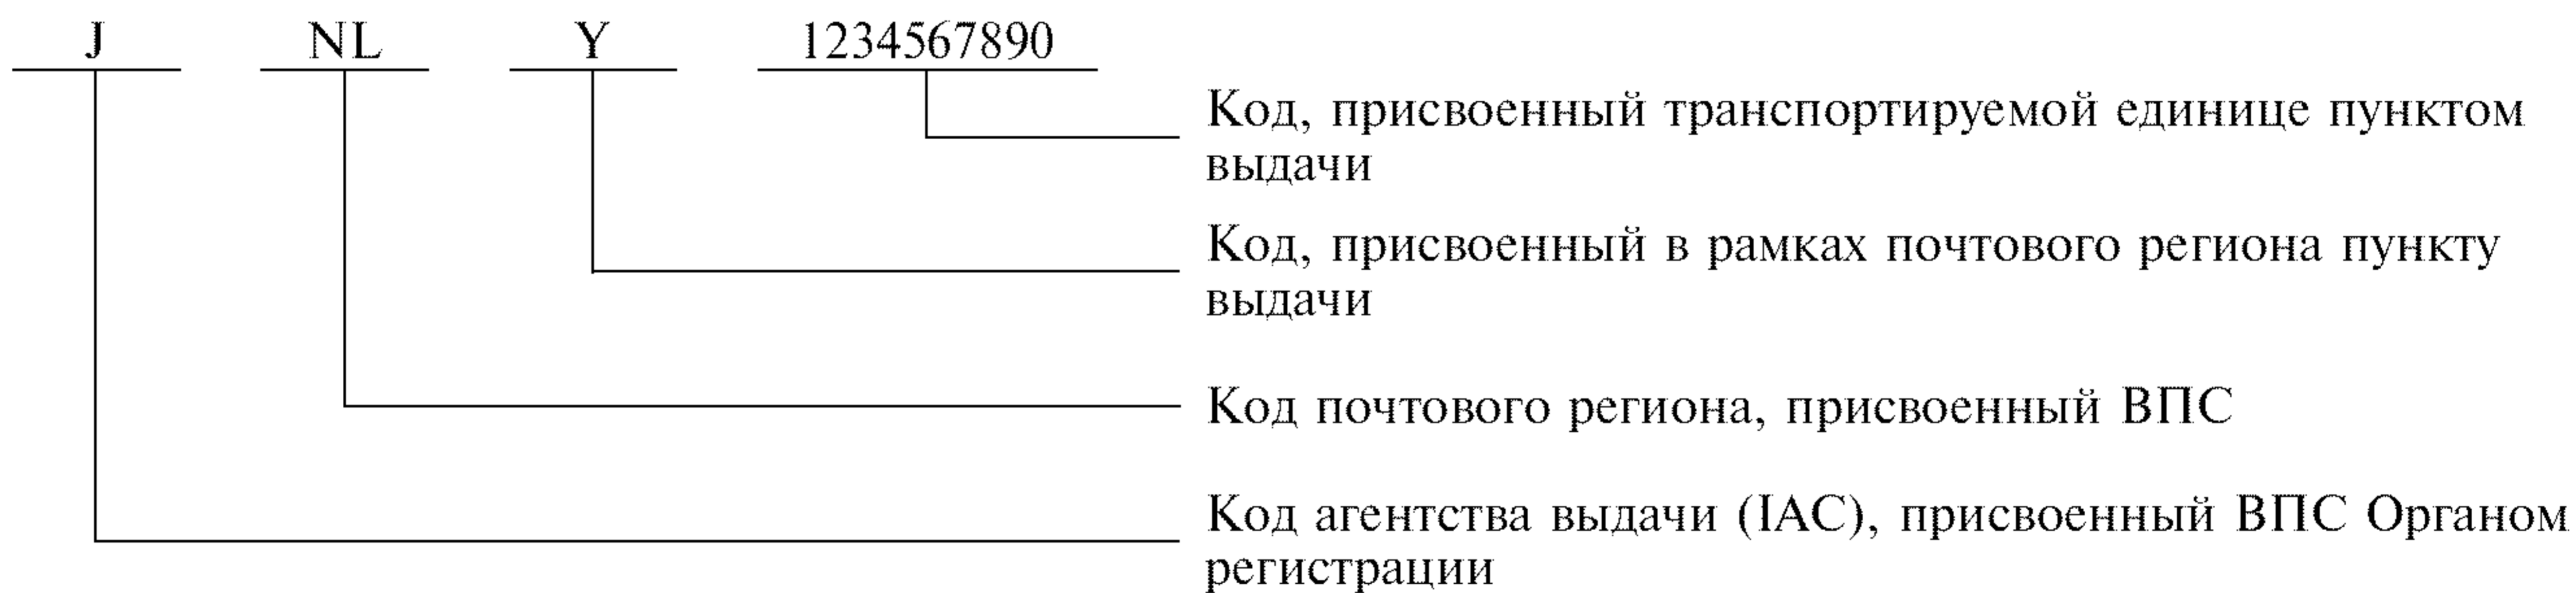 J NL Y 1234567890
Код, присвоенный транспортируемой единице пунктом
выдачи
Код, присвоенный в рамках почтового региона пункту
выдачи
Код почтового региона, присвоенный ВПС
Код агентства выдачи (IAC), присвоенный ВПС Органом
регистрации